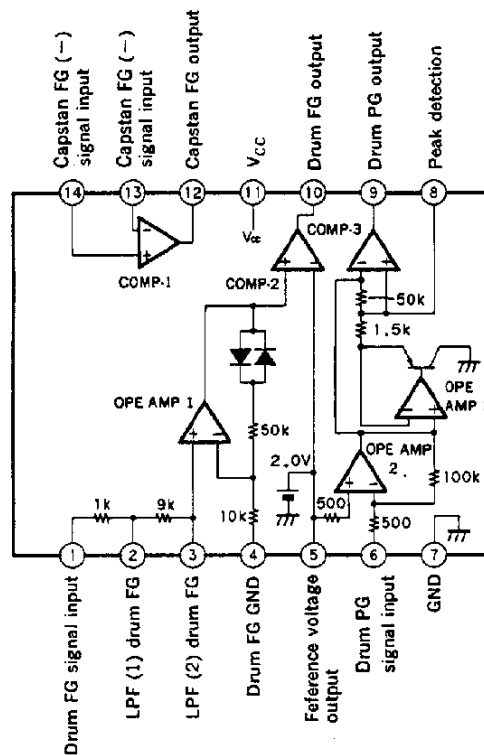 Capstan FG (−)
signal input
Capstan FG (−)
signal input
Capstan FG output
VCC
Drum FG output
Drum PG output
Peak detection
14
13
12
11
10
9
8
Vcc
COMP-1
COMP-2
COMP-3
50k
1.5k
OPE
AMP
OPE AMP 1
50k
2.0V
OPE AMP
2.
100k
1k
9k
10k
500
500
1
2
3
4
5
6
7
Drum FG signal input
LPF (1) drum FG
LPF (2) drum FG
Drum FG GND
Feference voltage
output
Drum PG
signal input
GND